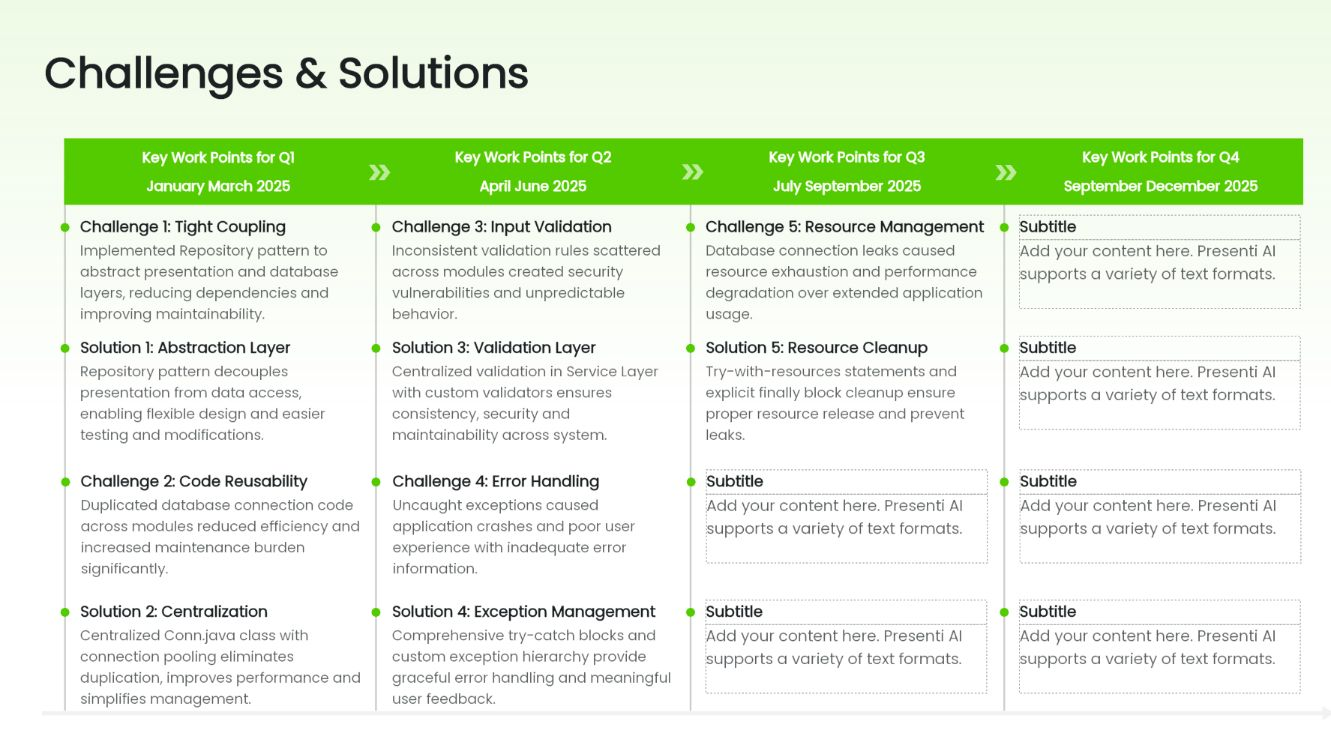 Challenges & Solutions
Key Work Points for Q1
January March 2025
Key Work Points for Q2
April June 2025
Key Work Points for Q3
July September 2025
Key Work Points for Q4
September December 2025
Challenge 1: Tight Coupling
Implemented Repository pattern to
abstract presentation and database
layers, reducing dependencies and
improving maintainability.
Solution 1: Abstraction Layer
Repository pattern decouples
presentation from data access,
enabling flexible design and easier
testing and modifications.
Challenge 2: Code Reusability
Duplicated database connection code
across modules reduced efficiency and
increased maintenance burden
significantly.
Solution 2: Centralization
Centralized Conn.java class with
connection pooling eliminates
duplication, improves performance and
simplifies management.
Challenge 3: Input Validation
Inconsistent validation rules scattered
across modules created security
vulnerabilities and unpredictable
behavior.
Solution 3: Validation Layer
Centralized validation in Service Layer
with custom validators ensures
consistency, security and
maintainability across system.
Challenge 4: Error Handling
Uncaught exceptions caused
application crashes and poor user
experience with inadequate error
information.
Solution 4: Exception Management
Comprehensive try-catch blocks and
custom exception hierarchy provide
graceful error handling and meaningful
user feedback.
Challenge 5: Resource Management
Database connection leaks caused
resource exhaustion and performance
degradation over extended application
usage.
Solution 5: Resource Cleanup
Try-with-resources statements and
explicit finally block cleanup ensure
proper resource release and prevent
leaks.
Subtitle
Add your content here. Presenti AI
supports a variety of text formats.
Subtitle
Add your content here. Presenti AI
supports a variety of text formats.
Subtitle
Add your content here. Presenti AI
supports a variety of text formats.
Subtitle
Add your content here. Presenti AI
supports a variety of text formats.
Subtitle
Add your content here. Presenti AI
supports a variety of text formats.
Subtitle
Add your content here. Presenti AI
supports a variety of text formats.